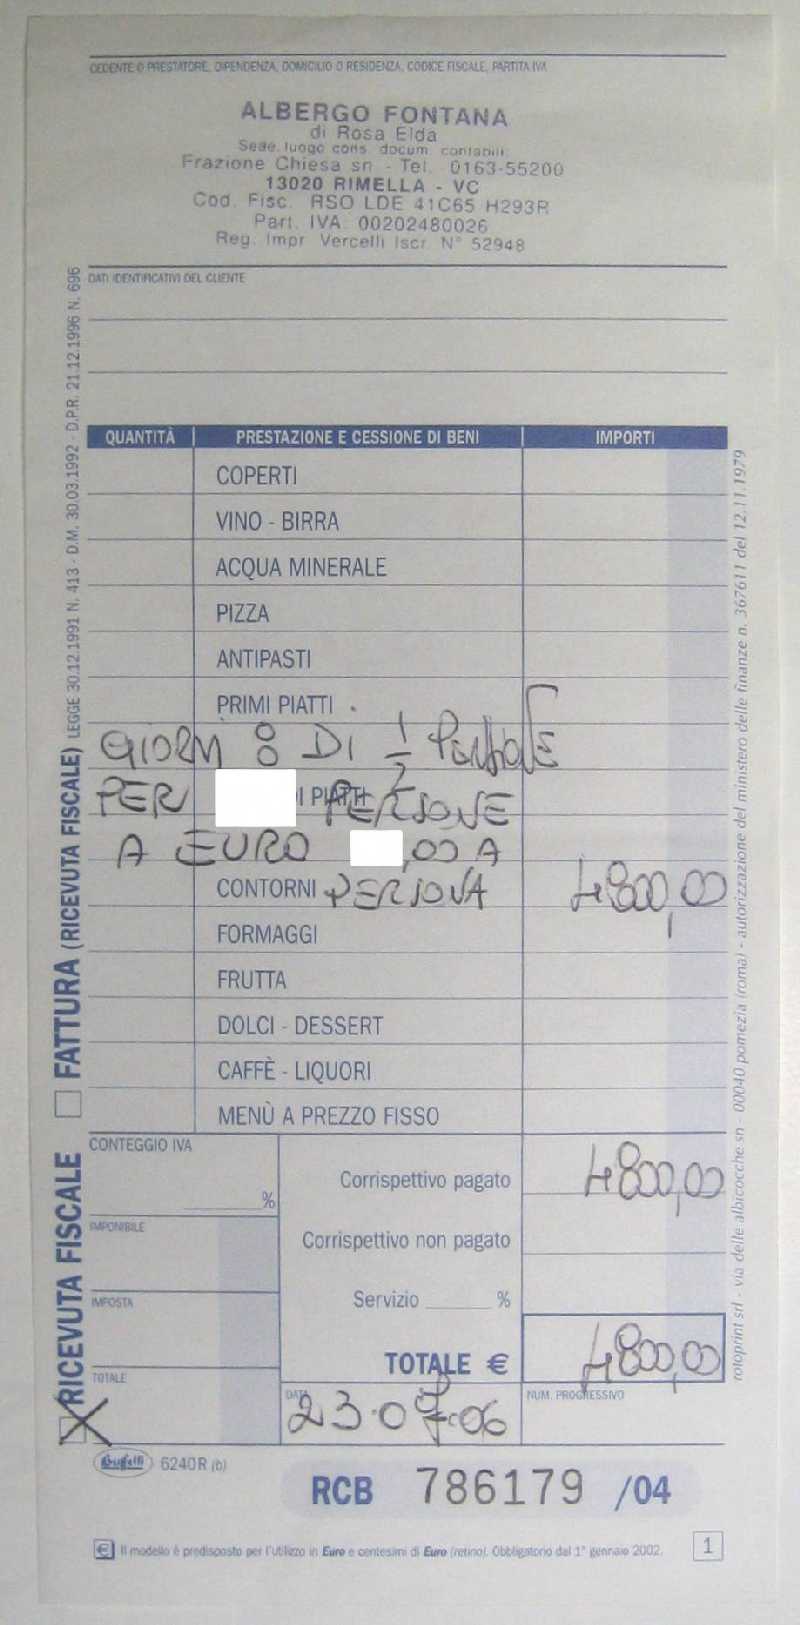 CEDENTE O PRESTATORE, DIPENDENZA, DOMICILIO O RESIDENZA, CODICE FISCALE, PARTITA IVA
ALBERGO FONTANA
di Rosa Elda
Sede, luogo cons. docum. contabili:
Frazione Chiesa sn - Tel. 0163-55200
13020 RIMELLA - VC
Cod. Fisc. RSO LDE 41C65 H293R
Part. IVA 00202480026
Reg. Impr Vercelli Iscr. N° 52948
DATI IDENTIFICATIVI DEL CLIENTE
QUANTITÀ PRESTAZIONE E CESSIONE DI BENI IMPORTI
COPERTI
VINO - BIRRA
ACQUA MINERALE
PIZZA
ANTIPASTI
PRIMI PIATTI
GIORNI 8 DI 1/2 PENSIONE
PER DI PIATTI PERSONE
A EURO ,00 A
CONTORNI PERSONA 4800,00
FORMAGGI
FRUTTA
DOLCI - DESSERT
CAFFÈ - LIQUORI
MENÙ A PREZZO FISSO
CONTEGGIO IVA
%
IMPONIBILE
IMPOSTA
TOTALE
Corrispettivo pagato 4800,00
Corrispettivo non pagato
Servizio ______ %
TOTALE € 4800,00
DATA 23.07.06
NUM. PROGRESSIVO
Buffetti 6240R (b)
RCB 786179 /04
€ Il modello è predisposto per l'utilizzo in Euro e centesimi di Euro (retino). Obbligatorio dal 1° gennaio 2002. 1
X RICEVUTA FISCALE FATTURA (RICEVUTA FISCALE) LEGGE 30.12.1991 N. 413 - D.M. 30.03.1992 - D.P.R. 21.12.1996 N. 696
rotoprint srl - via delle albicocche sn - 00040 pomezia (roma) - autorizzazione del ministero delle finanze n. 367611 del 12.11.1979